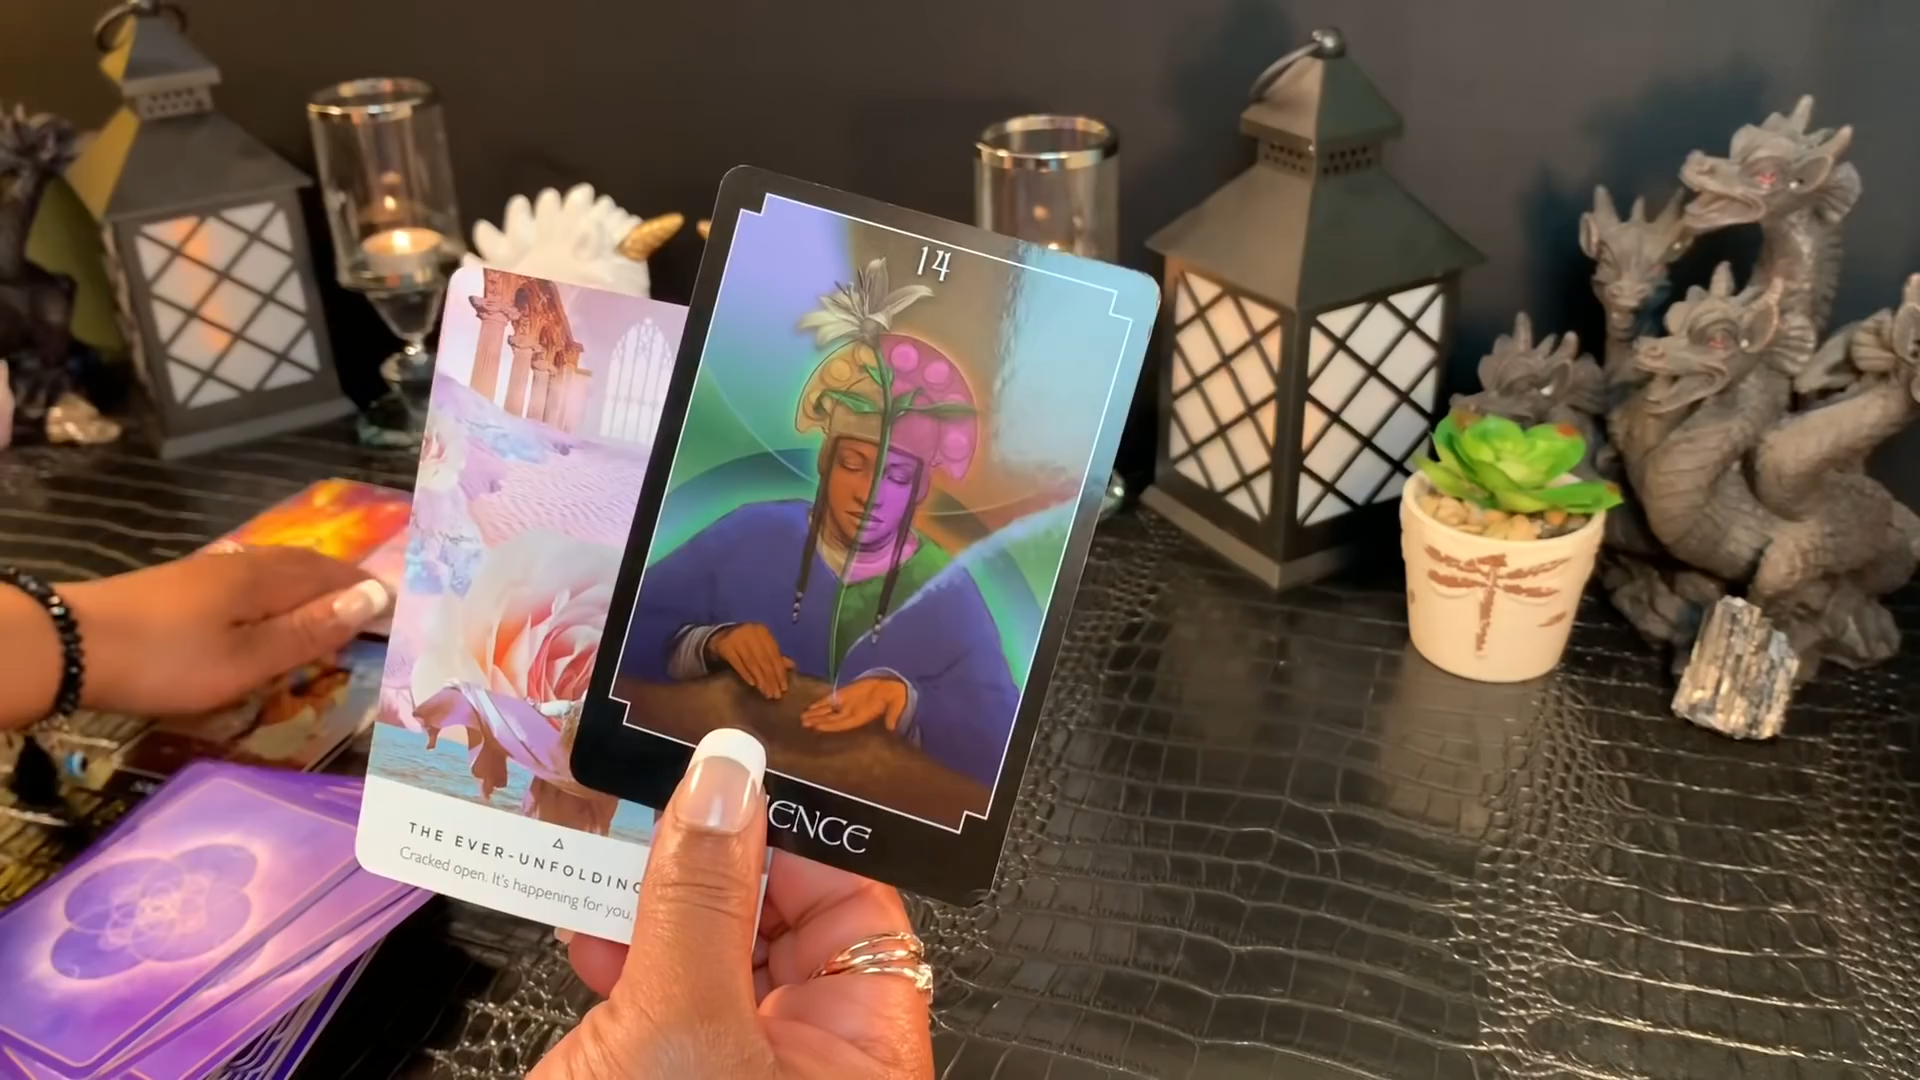 14
ENCE
THE EVER-UNFOLDING
Cracked open. It's happening for you,